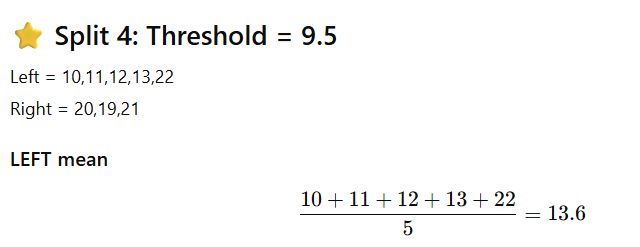 ⭐ Split 4: Threshold = 9.5
Left = 10,11,12,13,22
Right = 20,19,21
LEFT mean
\frac{10 + 11 + 12 + 13 + 22}{5} = 13.6